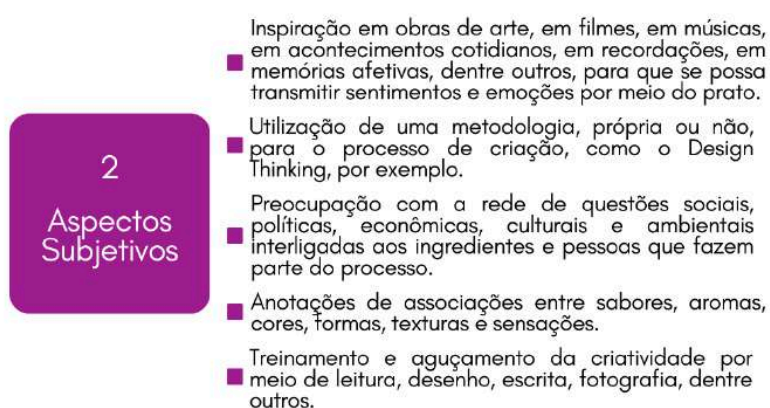 2
Aspectos
Subjetivos
Inspiração em obras de arte, em filmes, em músicas,
em acontecimentos cotidianos, em recordações, em
memórias afetivas, dentre outros, para que se possa
transmitir sentimentos e emoções por meio do prato.
Utilização de uma metodologia, própria ou não,
para o processo de criação, como o Design
Thinking, por exemplo.
Preocupação com a rede de questões sociais,
políticas, econômicas, culturais e ambientais
interligadas aos ingredientes e pessoas que fazem
parte do processo.
Anotações de associações entre sabores, aromas,
cores, formas, texturas e sensações.
Treinamento e aguçamento da criatividade por
meio de leitura, desenho, escrita, fotografia, dentre
outros.